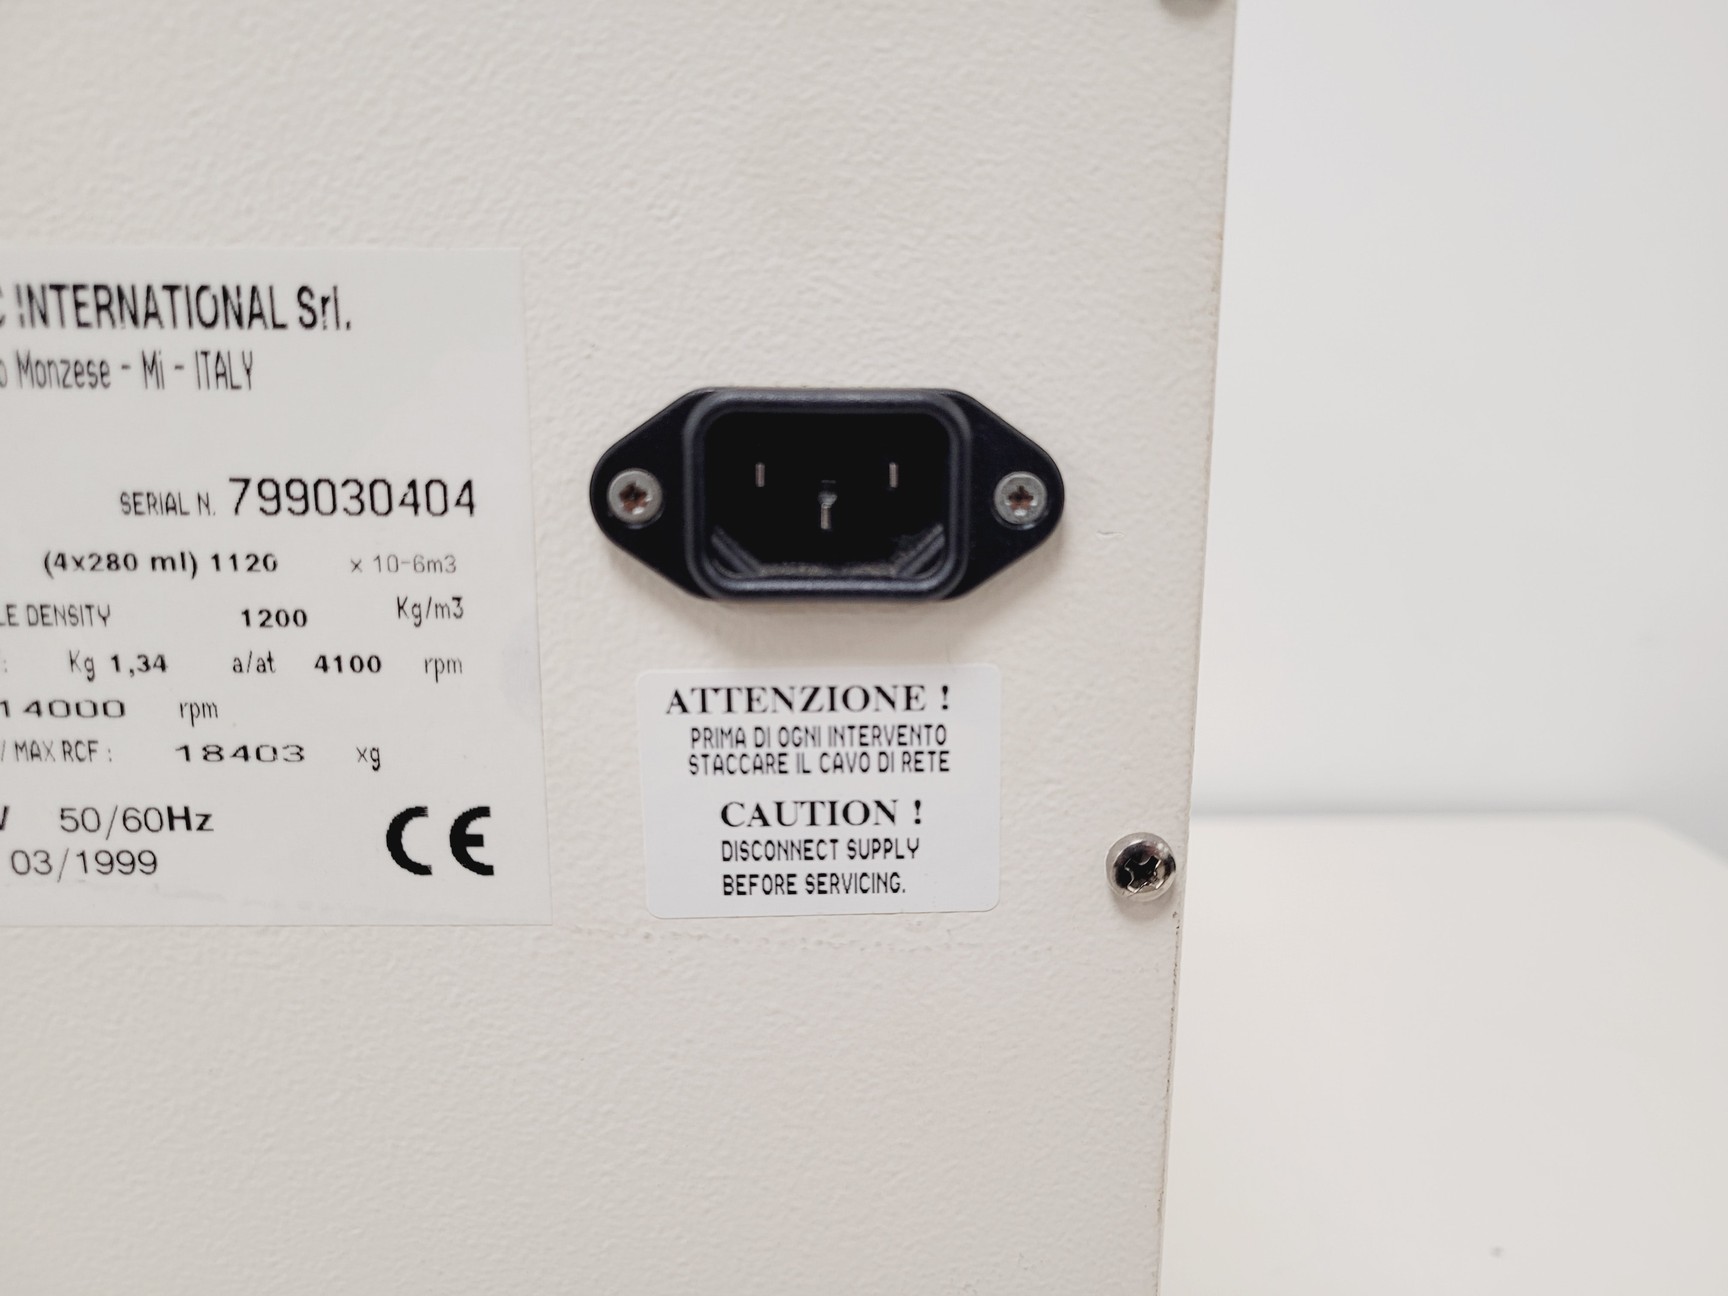 INTERNATIONAL Srl.
Monzese - Mi - ITALY
SERIAL N. 799030404
(4x280 ml) 1120 x 10-6m3
DENSITY 1200 Kg/m3
Kg 1,34 a/at 4100 rpm
14000 rpm
/ MAX RCF : 18403 xg
50/60Hz
03/1999
CE
ATTENZIONE !
PRIMA DI OGNI INTERVENTO
STACCARE IL CAVO DI RETE
CAUTION !
DISCONNECT SUPPLY
BEFORE SERVICING.